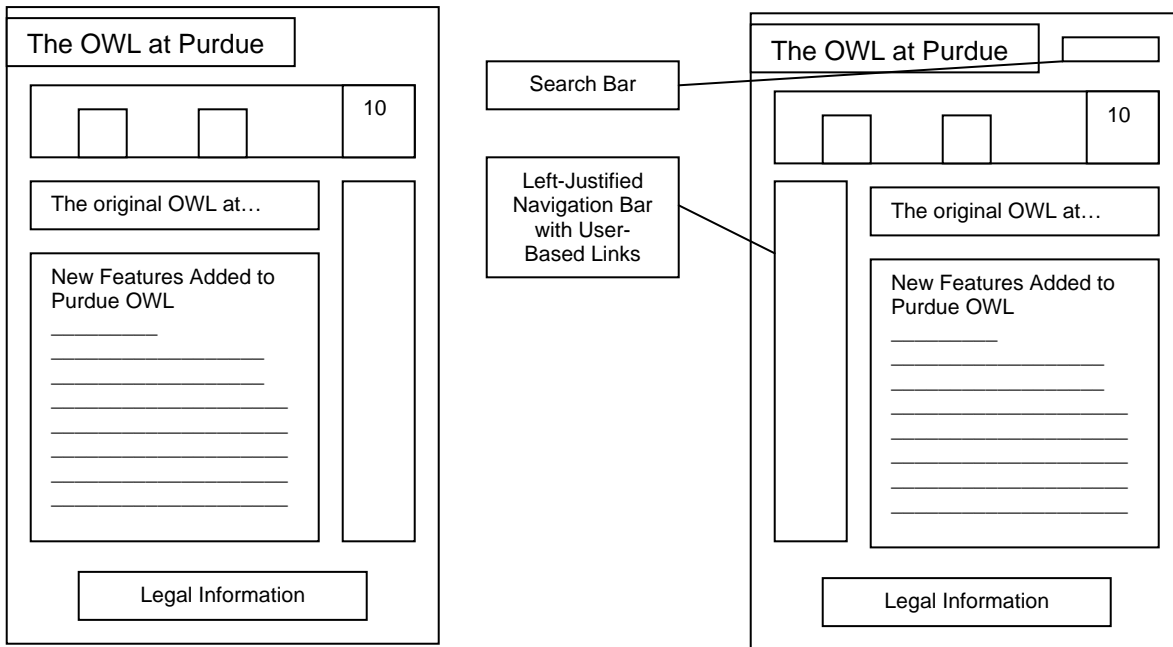 The OWL at Purdue
10
The original OWL at…
New Features Added to
Purdue OWL
Legal Information
Search Bar
Left-Justified
Navigation Bar
with User-
Based Links
The OWL at Purdue
10
The original OWL at…
New Features Added to
Purdue OWL
Legal Information